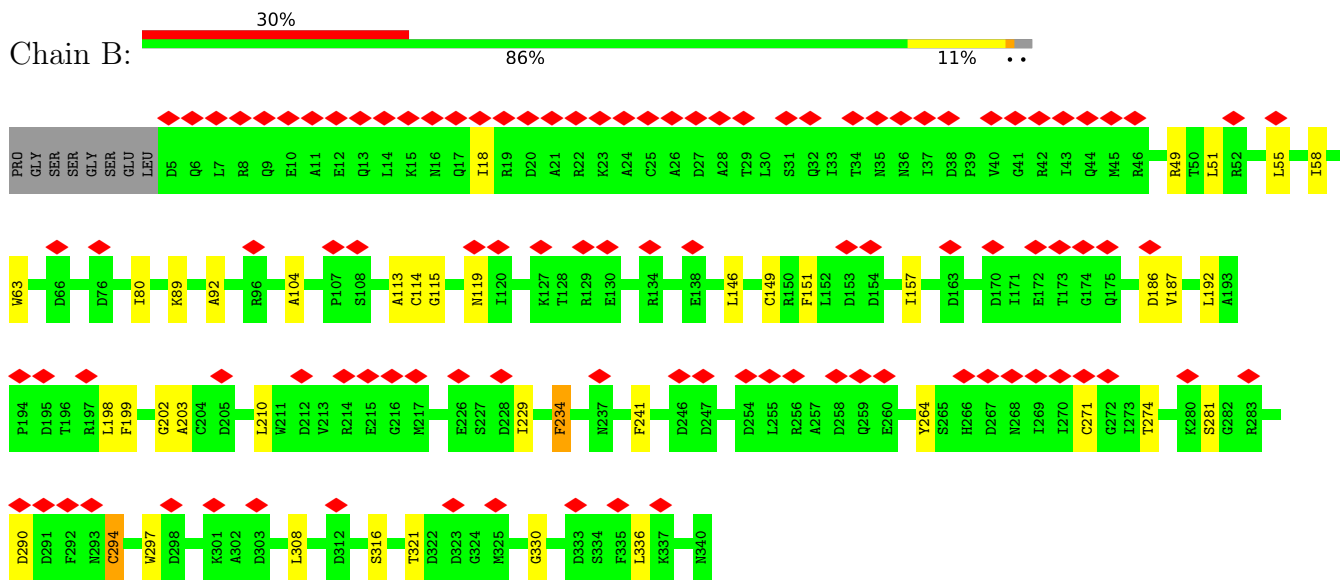 30%
Chain B:
86% 11% • •
PRO GLY SER SER GLY SER GLU LEU D5 Q6 L7 R8 Q9 E10 A11 E12 Q13 L14 K15 N16 Q17 I18 R19 D20 A21 R22 K23 A24 C25 A26 D27 A28 T29 L30 S31 Q32 I33 T34 N35 N36 I37 D38 P39 V40 G41 R42 I43 Q44 M45 R46 R49 T50 L51 R52 L55 I58
W63 D66 D76 I80 K89 A92 R96 A104 P107 S108 A113 C114 G115 N119 I120 K127 T128 R129 E130 R134 E138 L146 C149 R150 F151 L152 D153 D154 I157 D163 D170 I171 E172 T173 G174 Q175 D186 V187 L192 A193
P194 D195 T196 R197 L198 F199 G202 A203 C204 D205 L210 W211 D212 V213 R214 E215 G216 M217 E226 S227 D228 I229 F234 N237 F241 D246 D247 D254 L255 R256 A257 D258 Q259 E260 Y264 S265 H266 D267 N268 I269 I270 C271 G272 I273 T274 K280 S281 G282 R283
D290 D291 F292 N293 C294 W297 D298 K301 A302 D303 L308 D312 S316 T321 D322 D323 G324 M325 G330 D333 S334 F335 L336 K337 N340